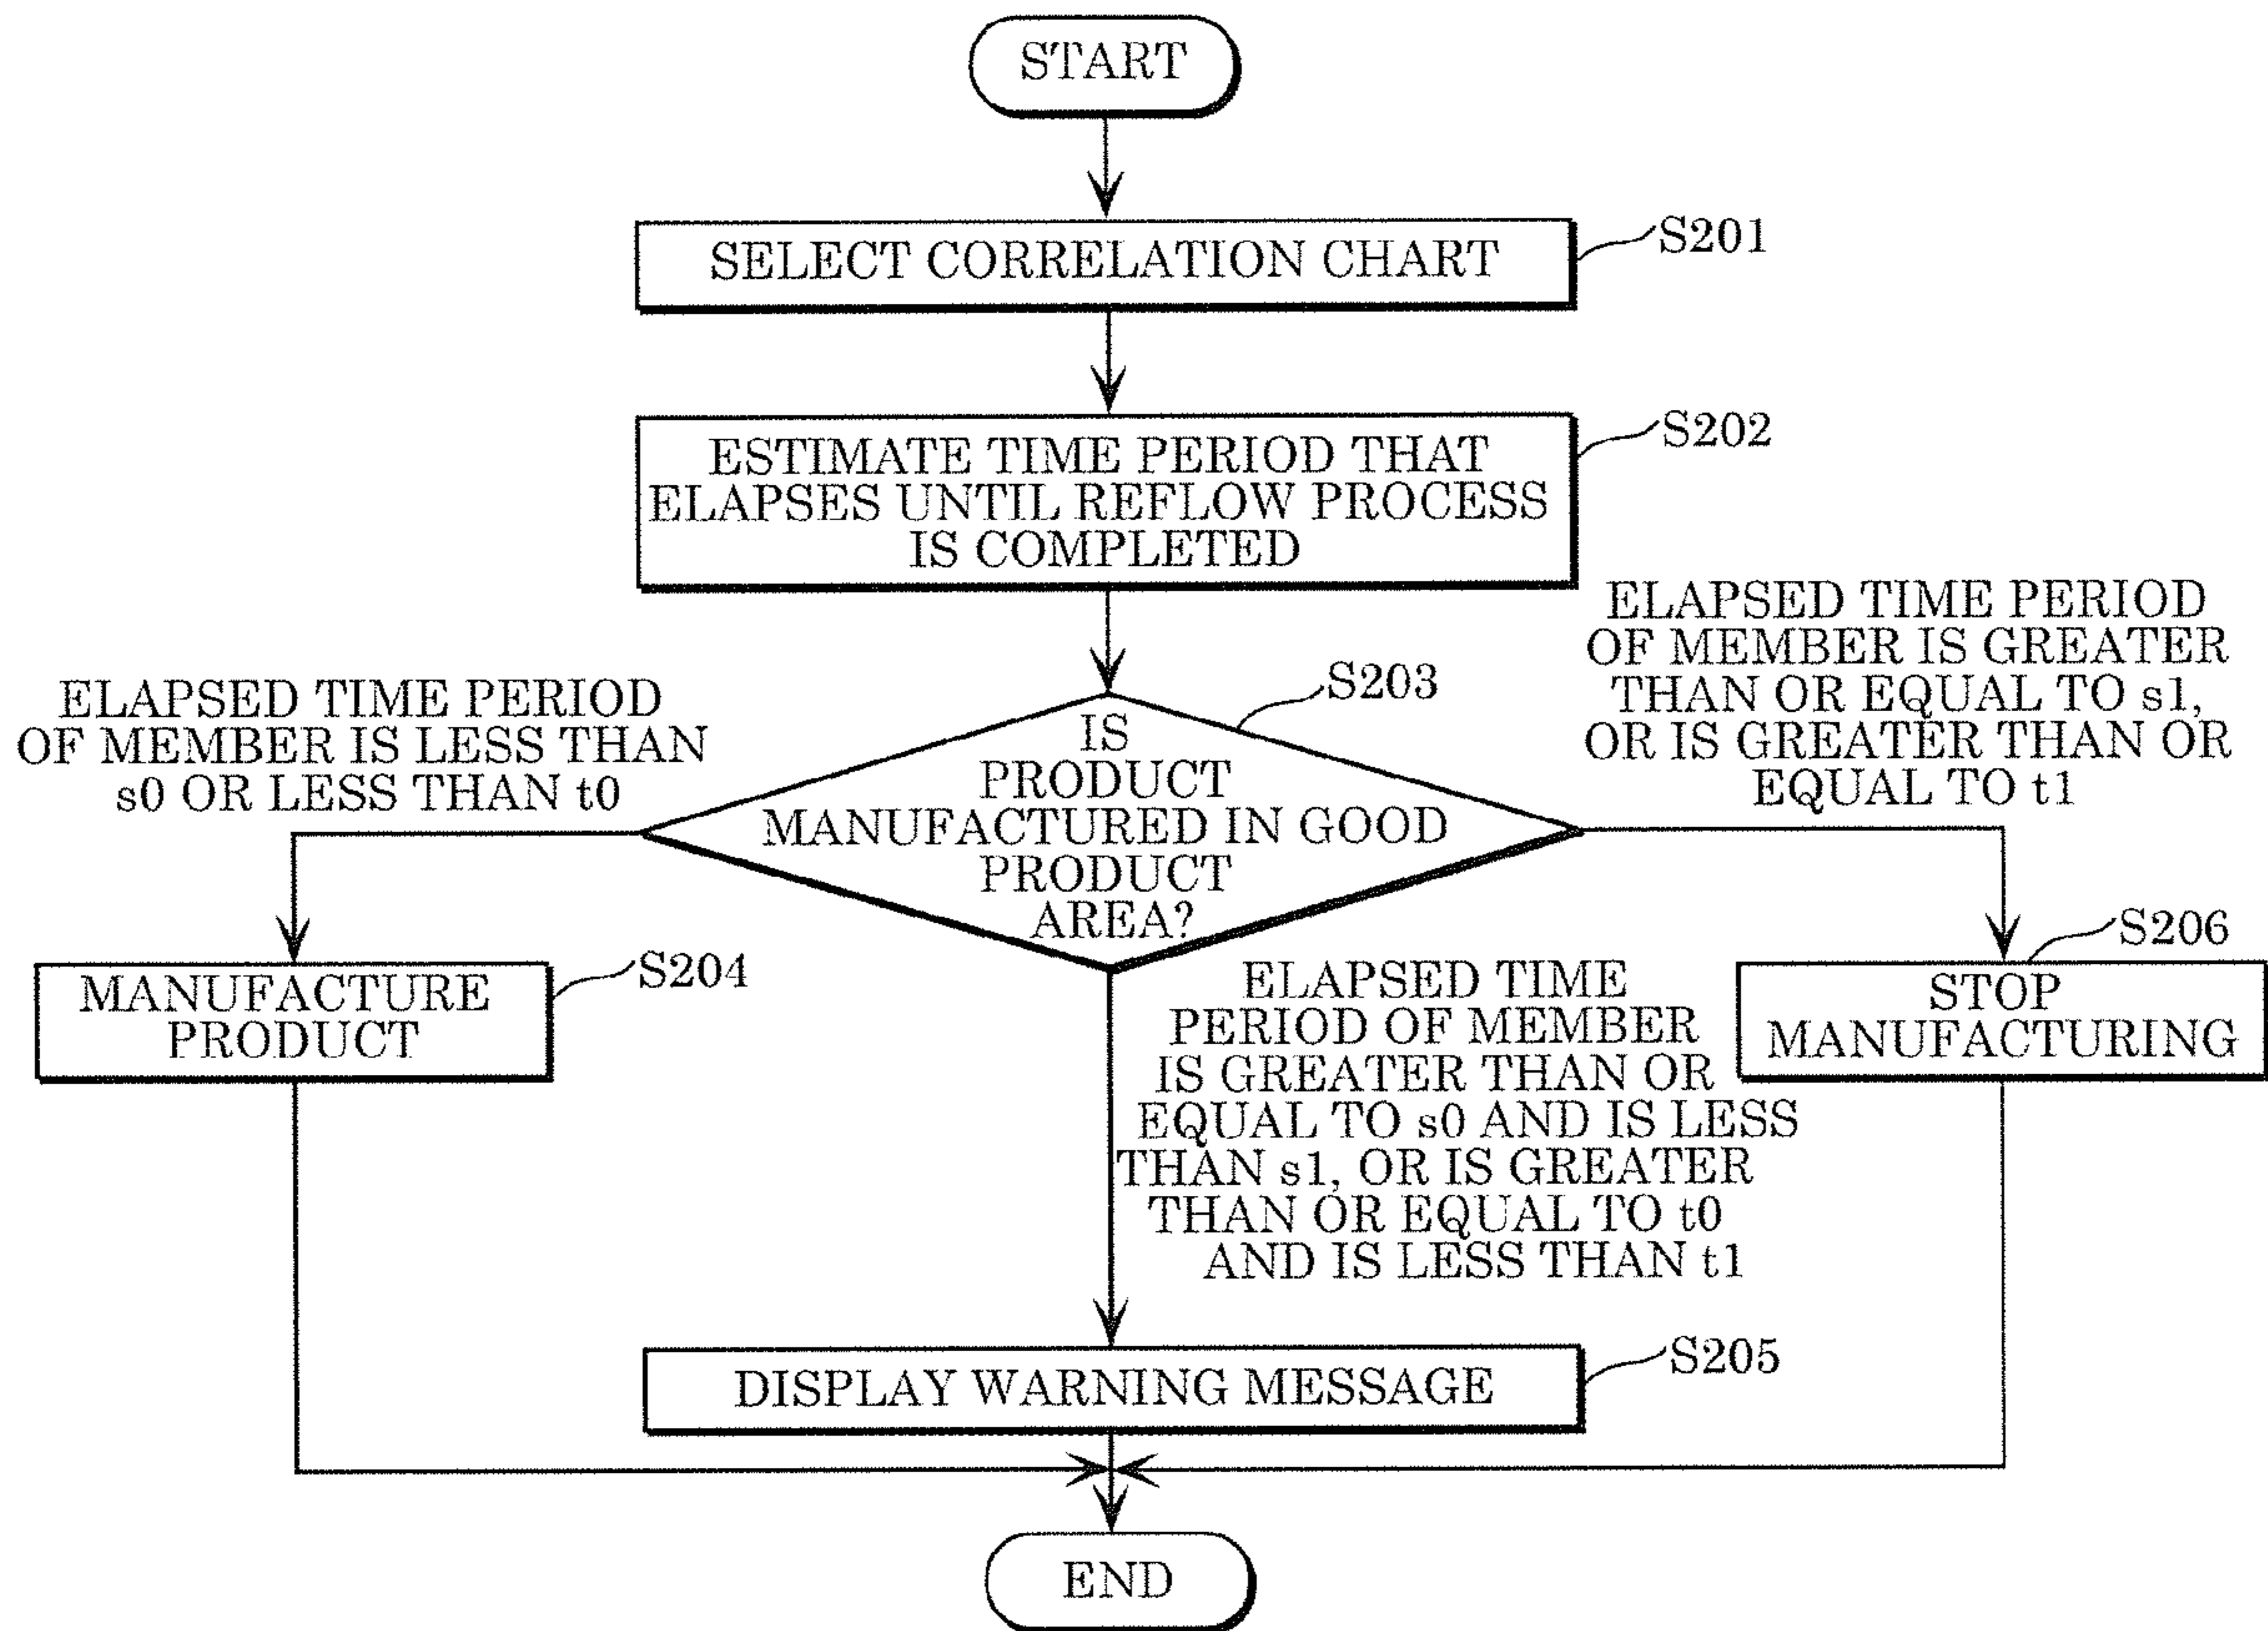 START
SELECT CORRELATION CHART
S201
ESTIMATE TIME PERIOD THAT
ELAPSES UNTIL REFLOW PROCESS
IS COMPLETED
S202
IS
PRODUCT
MANUFACTURED IN GOOD
PRODUCT
AREA?
S203
ELAPSED TIME PERIOD
OF MEMBER IS LESS THAN
s0 OR LESS THAN t0
MANUFACTURE
PRODUCT
S204
ELAPSED TIME PERIOD
OF MEMBER IS GREATER
THAN OR EQUAL TO s1,
OR IS GREATER THAN OR
EQUAL TO t1
STOP
MANUFACTURING
S206
ELAPSED TIME
PERIOD OF MEMBER
IS GREATER THAN OR
EQUAL TO s0 AND IS LESS
THAN s1, OR IS GREATER
THAN OR EQUAL TO t0
AND IS LESS THAN t1
DISPLAY WARNING MESSAGE
S205
END